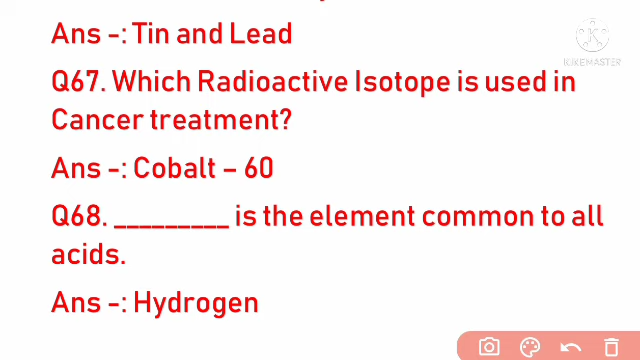 Ans -: Tin and Lead
KINEMASTER
Q67. Which Radioactive Isotope is used in
Cancer treatment?
Ans -: Cobalt – 60
Q68. _________ is the element common to all
acids.
Ans -: Hydrogen